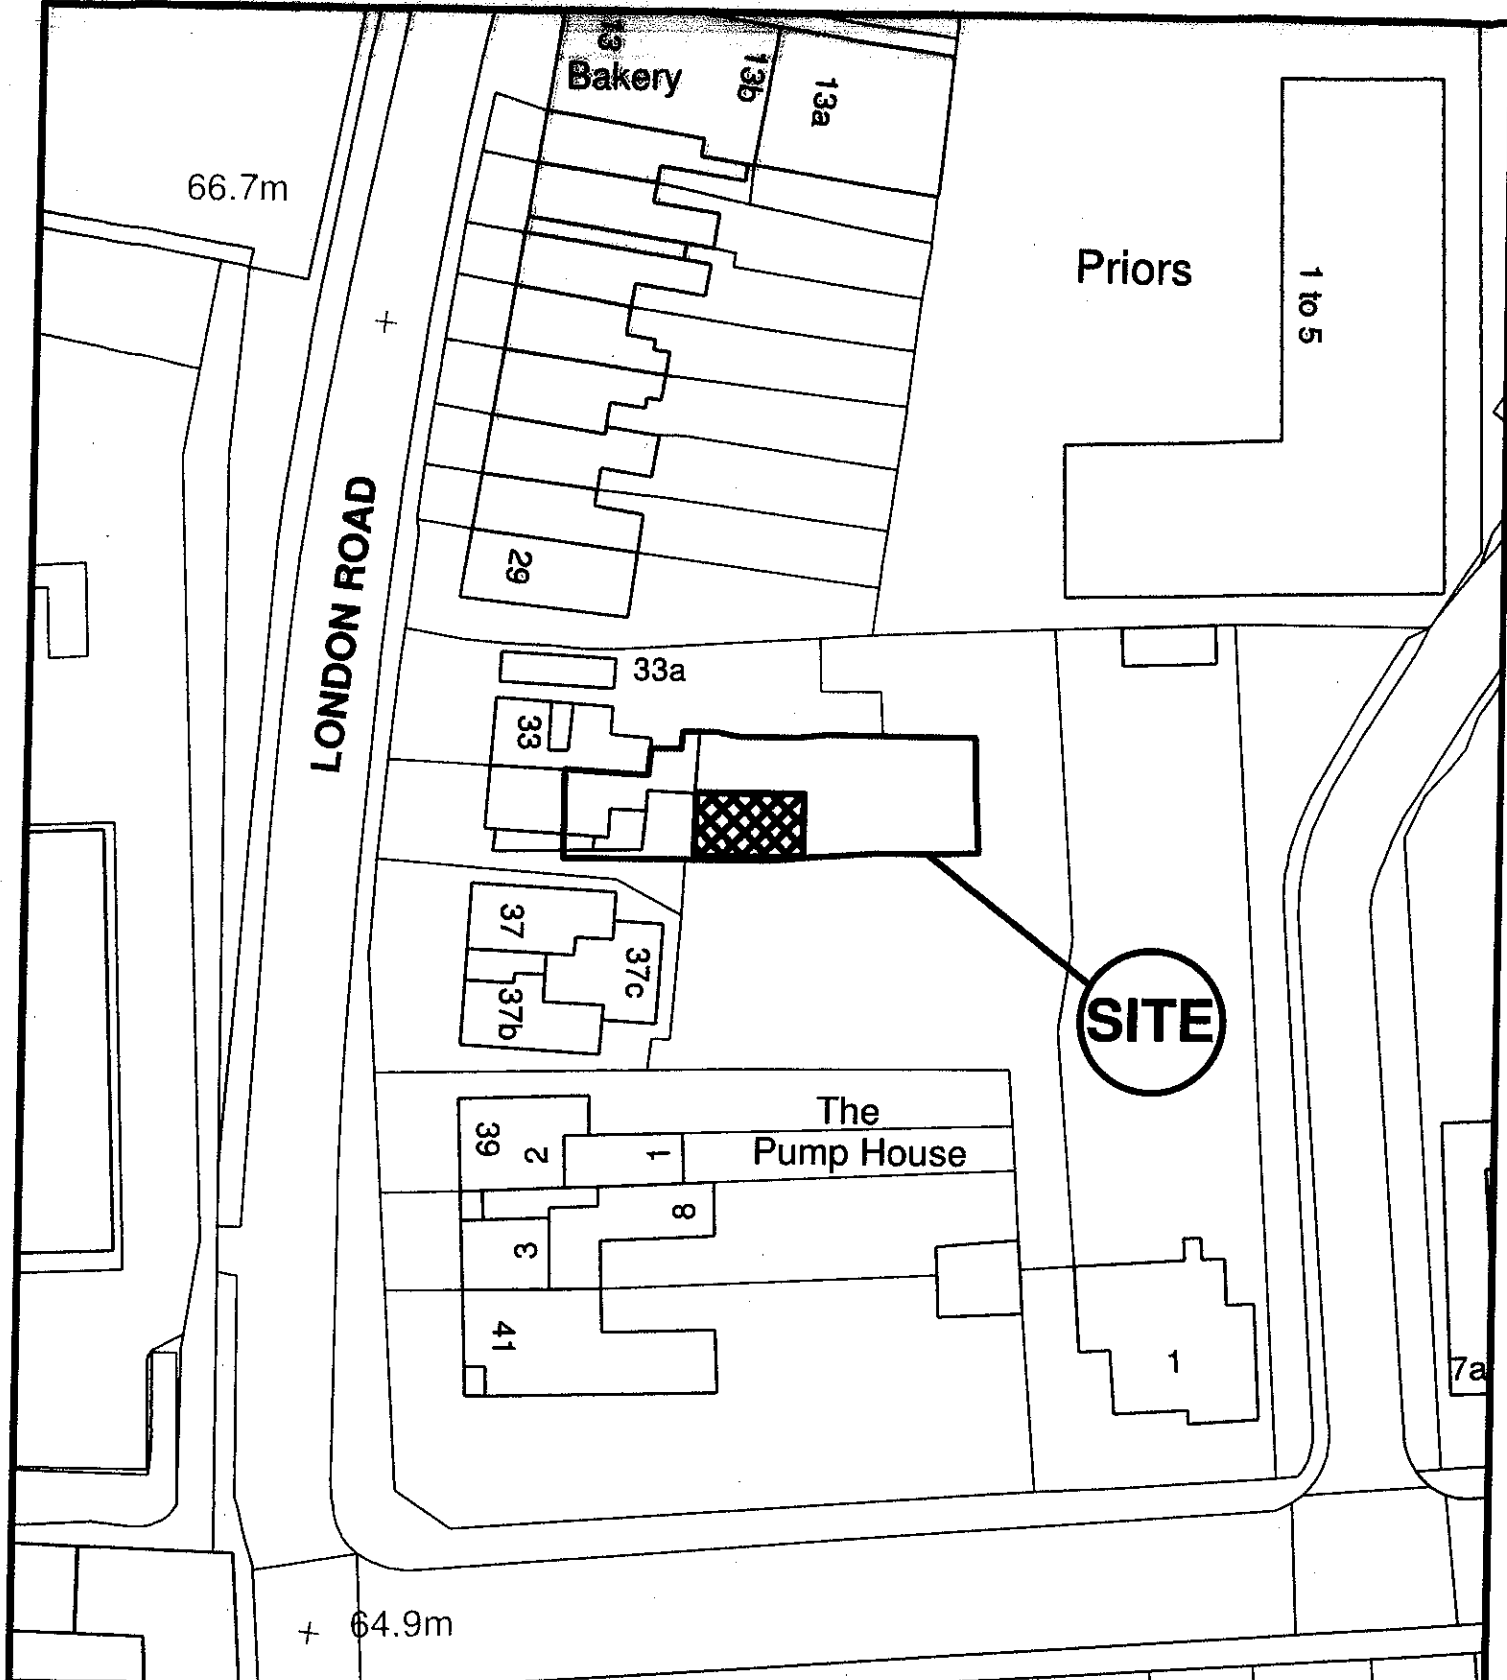 13
Bakery
13b
13a
66.7m
Priors
1 to 5
LONDON ROAD
29
33a
33
37
37c
37b
SITE
The
Pump House
39
2
1
8
3
41
1
7a
64.9m